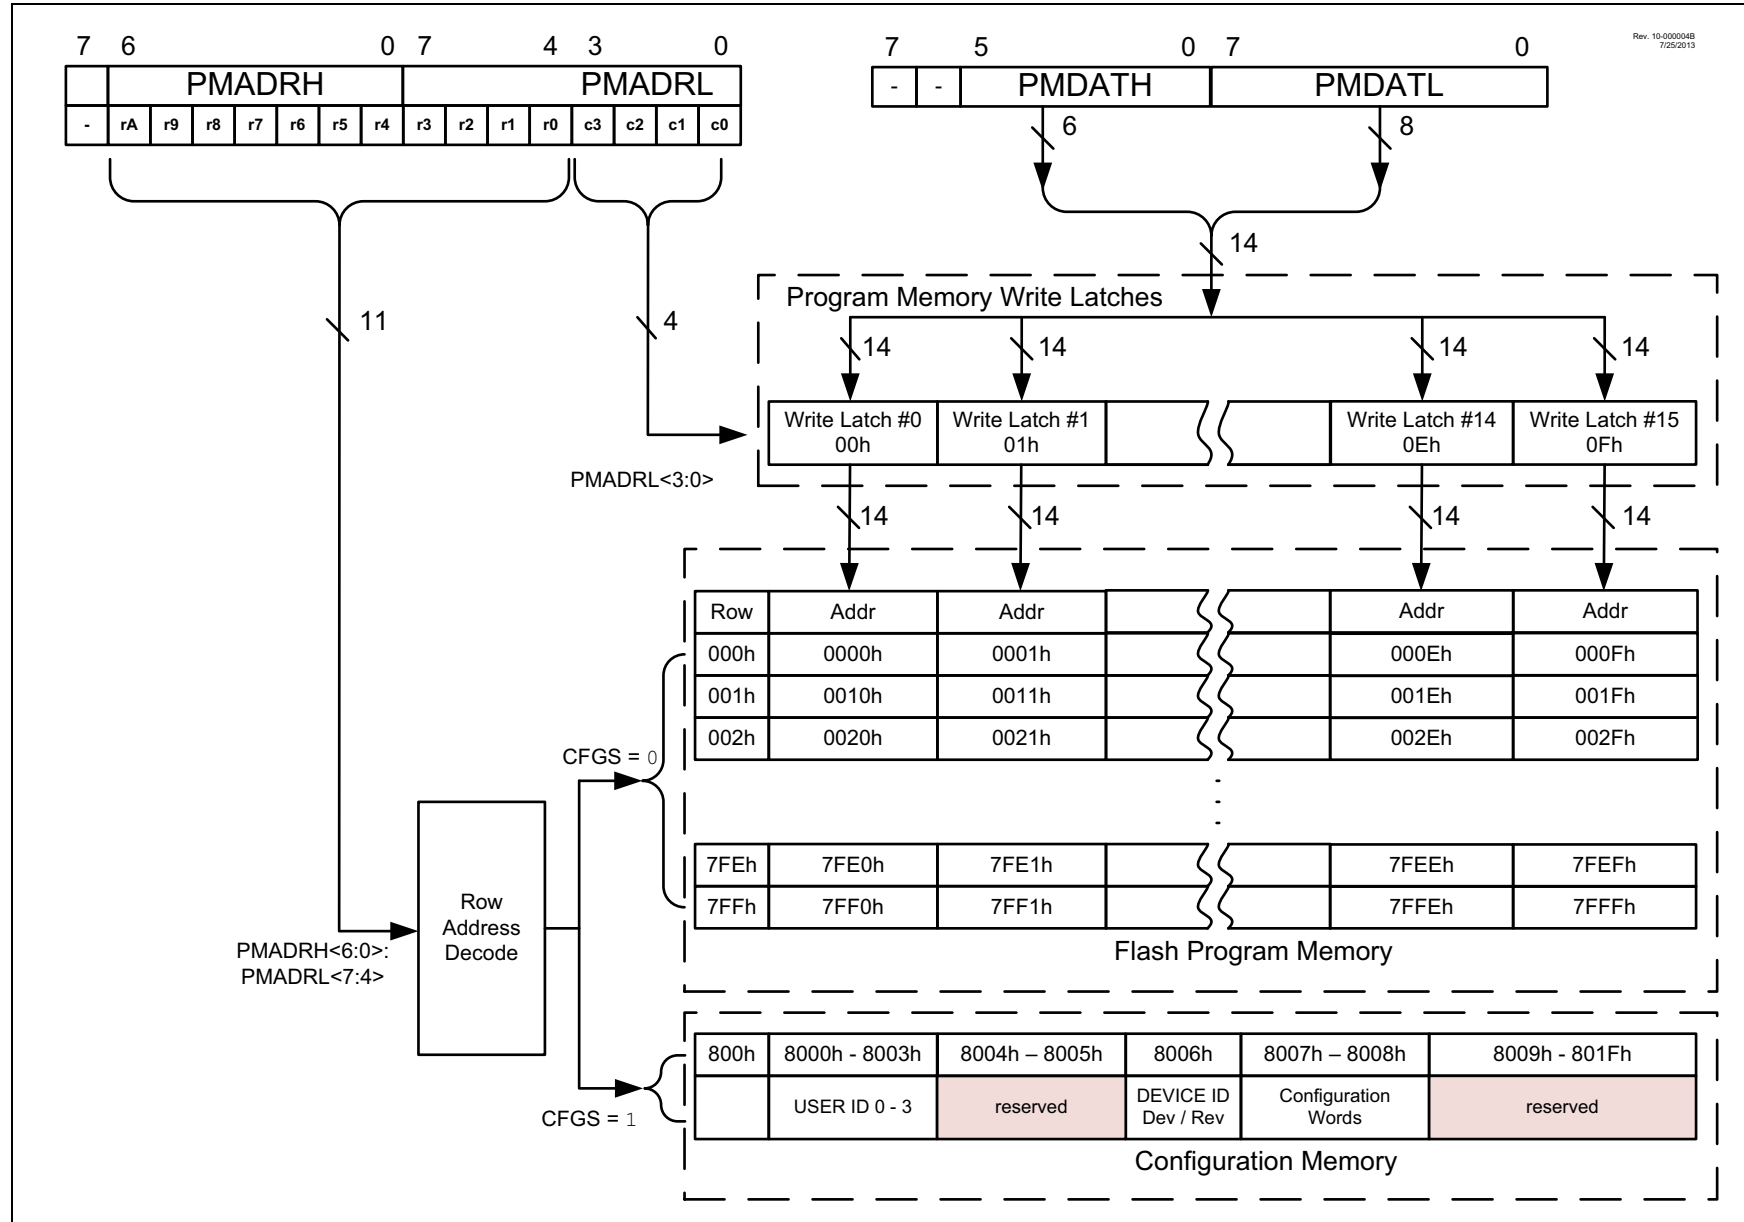 7 6 0 7 4 3 0
PMADRH PMADRL
- rA r9 r8 r7 r6 r5 r4 r3 r2 r1 r0 c3 c2 c1 c0
7 5 0 7 0
- - PMDATH PMDATL
Rev. 10-000004B
7/25/2013
6 8
14
11 4
Program Memory Write Latches
14 14 14 14
Write Latch #0 Write Latch #1 Write Latch #14 Write Latch #15
00h 01h 0Eh 0Fh
PMADRL<3:0>
14 14 14 14
Row Addr Addr Addr Addr
000h 0000h 0001h 000Eh 000Fh
001h 0010h 0011h 001Eh 001Fh
002h 0020h 0021h 002Eh 002Fh
CFGS = 0
7FEh 7FE0h 7FE1h 7FEEh 7FEFh
7FFh 7FF0h 7FF1h 7FFEh 7FFFh
Flash Program Memory
Row
Address
Decode
PMADRH<6:0>:
PMADRL<7:4>
800h 8000h - 8003h 8004h – 8005h 8006h 8007h – 8008h 8009h - 801Fh
USER ID 0 - 3 reserved DEVICE ID Configuration reserved
Dev / Rev Words
CFGS = 1
Configuration Memory